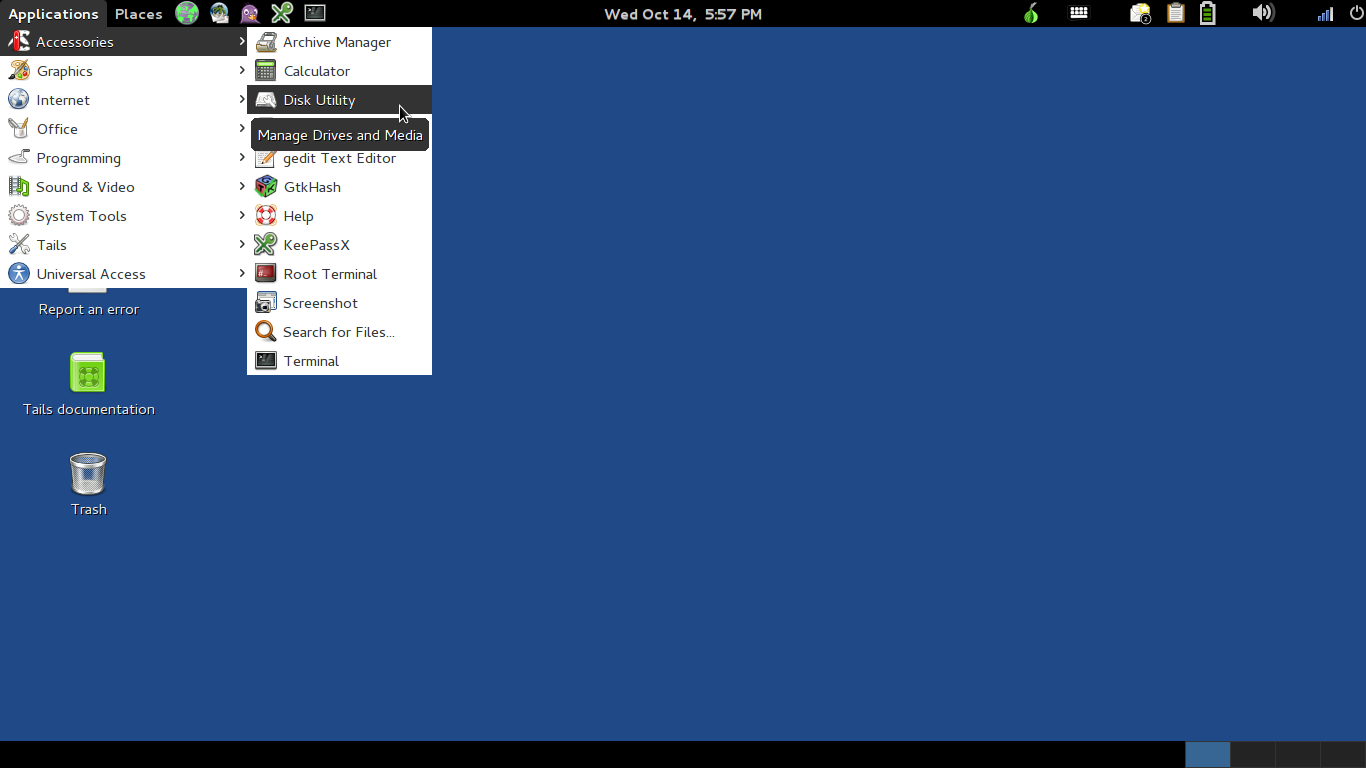 Applications Places Wed Oct 14, 5:57 PM 2
Accessories
Graphics
Internet
Office
Programming
Sound & Video
System Tools
Tails
Universal Access
Archive Manager
Calculator
Disk Utility
Manage Drives and Media
gedit Text Editor
GtkHash
Help
KeePassX
Root Terminal
Screenshot
Search for Files...
Terminal
Report an error
Tails documentation
Trash